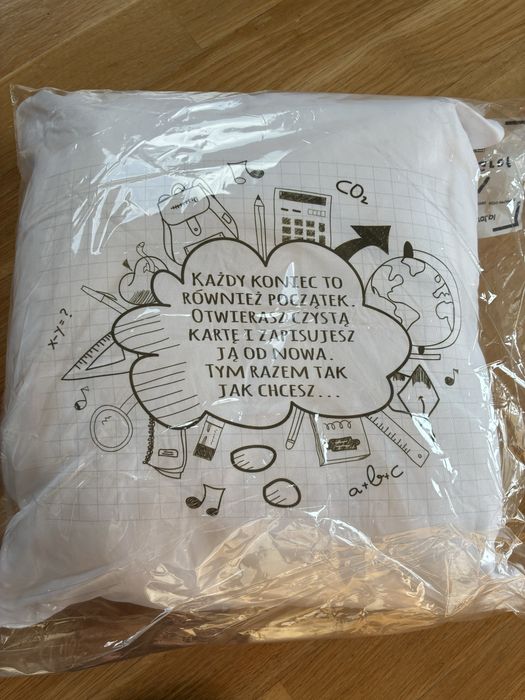 CO₂
KAŻDY KONIEC TO
RÓWNIEŻ POCZĄTEK.
OTWIERASZ CZYSTĄ
KARTĘ I ZAPISUJESZ
JĄ OD NOWA.
TYM RAZEM TAK
JAK CHCESZ...
x-y=?
a+b+c